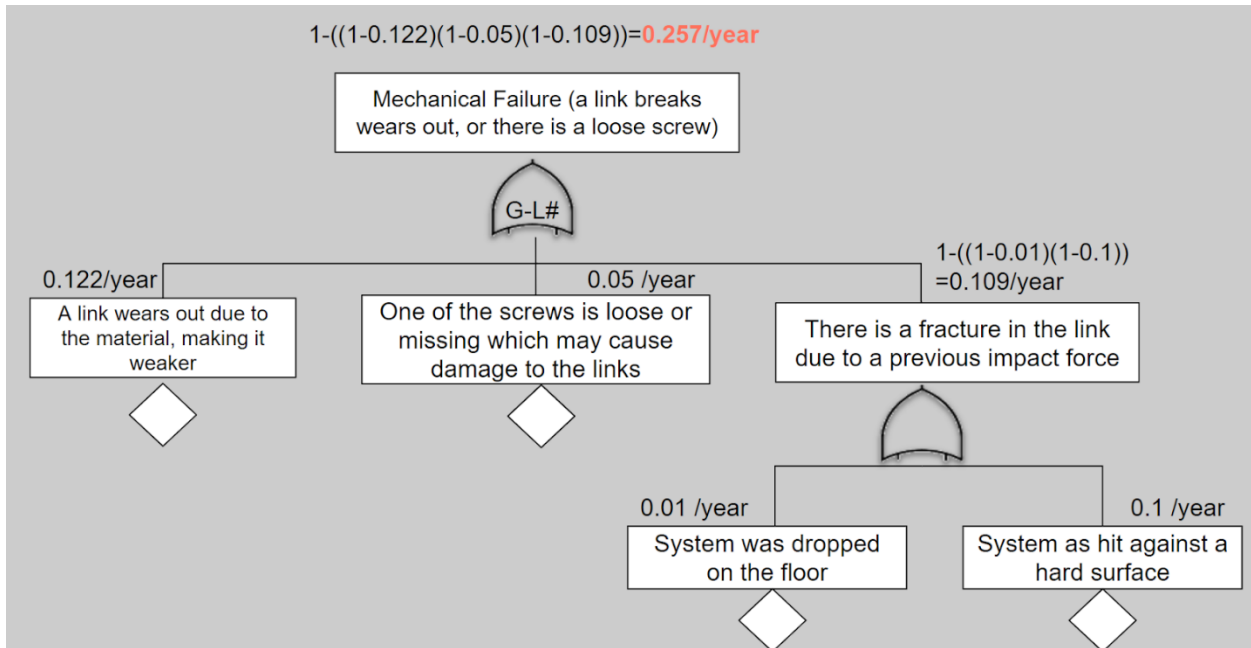 1-((1-0.122)(1-0.05)(1-0.109))=0.257/year
Mechanical Failure (a link breaks
wears out, or there is a loose screw)
G-L#
0.122/year
A link wears out due to
the material, making it
weaker
0.05 /year
One of the screws is loose or
missing which may cause
damage to the links
1-((1-0.01)(1-0.1))
=0.109/year
There is a fracture in the link
due to a previous impact force
0.01 /year
System was dropped
on the floor
0.1 /year
System as hit against a
hard surface